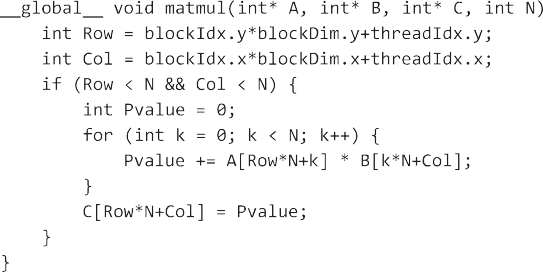 __global__ void matmul(int* A, int* B, int* C, int N)
int Row = blockIdx.y*blockDim.y+threadIdx.y;
int Col = blockIdx.x*blockDim.x+threadIdx.x;
if (Row < N && Col < N) {
int Pvalue = 0;
for (int k = 0; k < N; k++) {
Pvalue += A[Row*N+k] * B[k*N+Col];
}
C[Row*N+Col] = Pvalue;
}
}